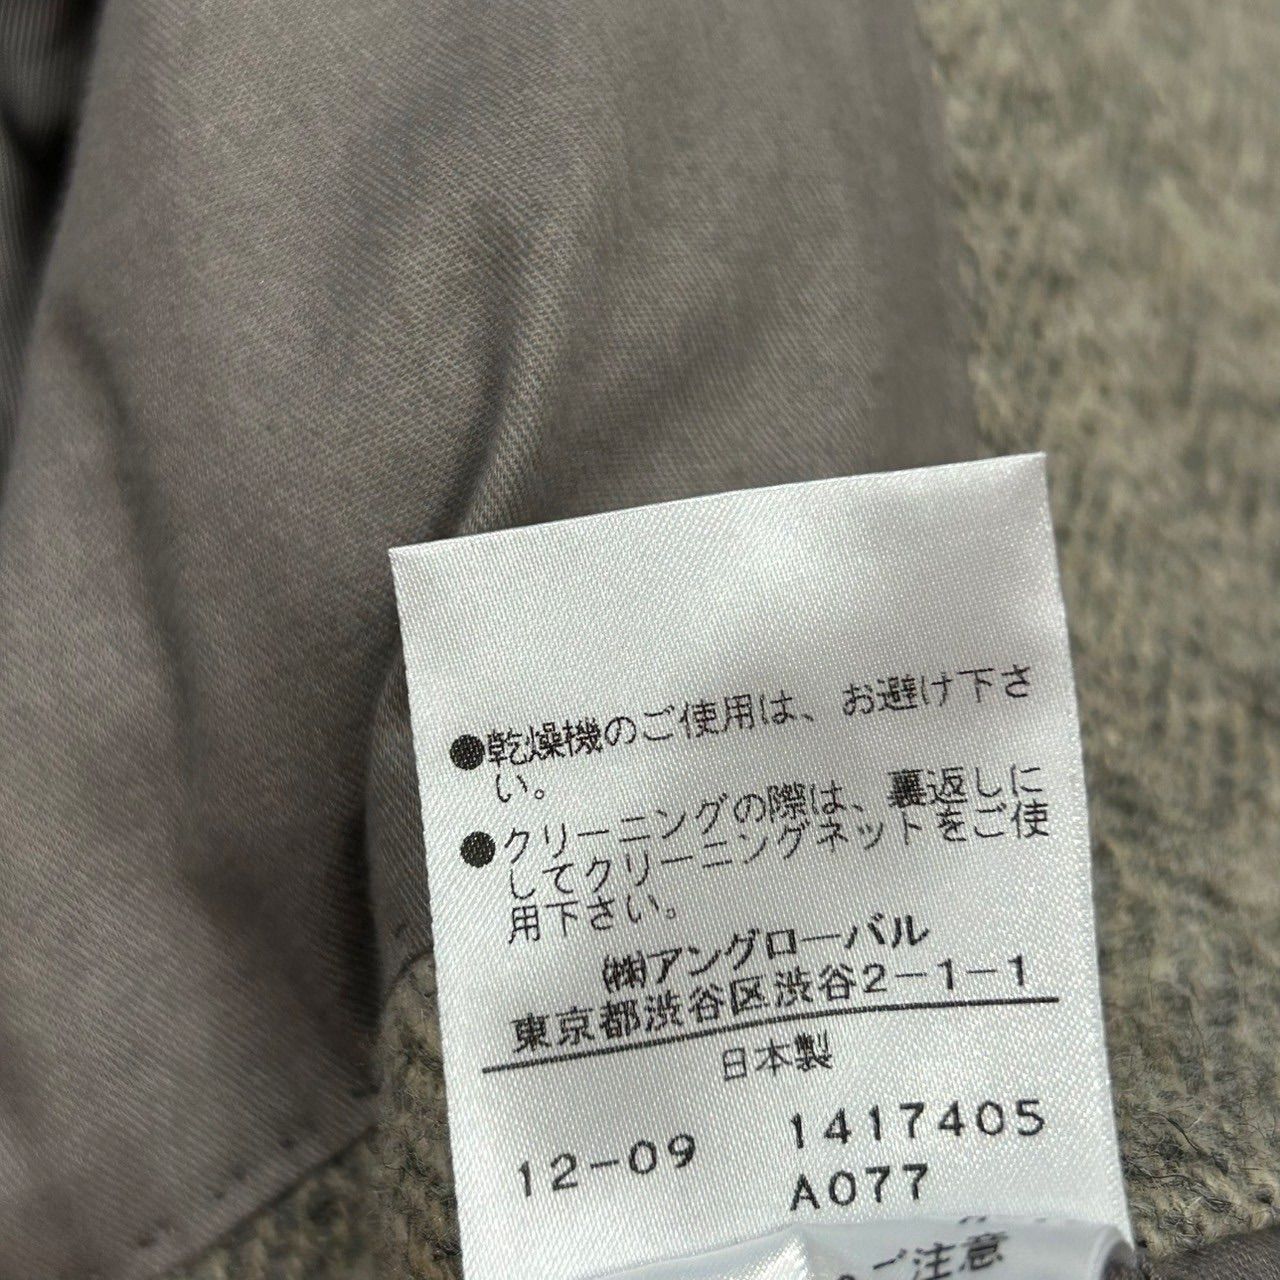 ●乾燥機のご使用は、お避け下さ
い。
●クリーニングの際は、裏返しに
してクリーニングネットをご使
用下さい。
㈱アングローバル
東京都渋谷区渋谷2-1-1
日本製
12-09 1417405
A077
ご注意